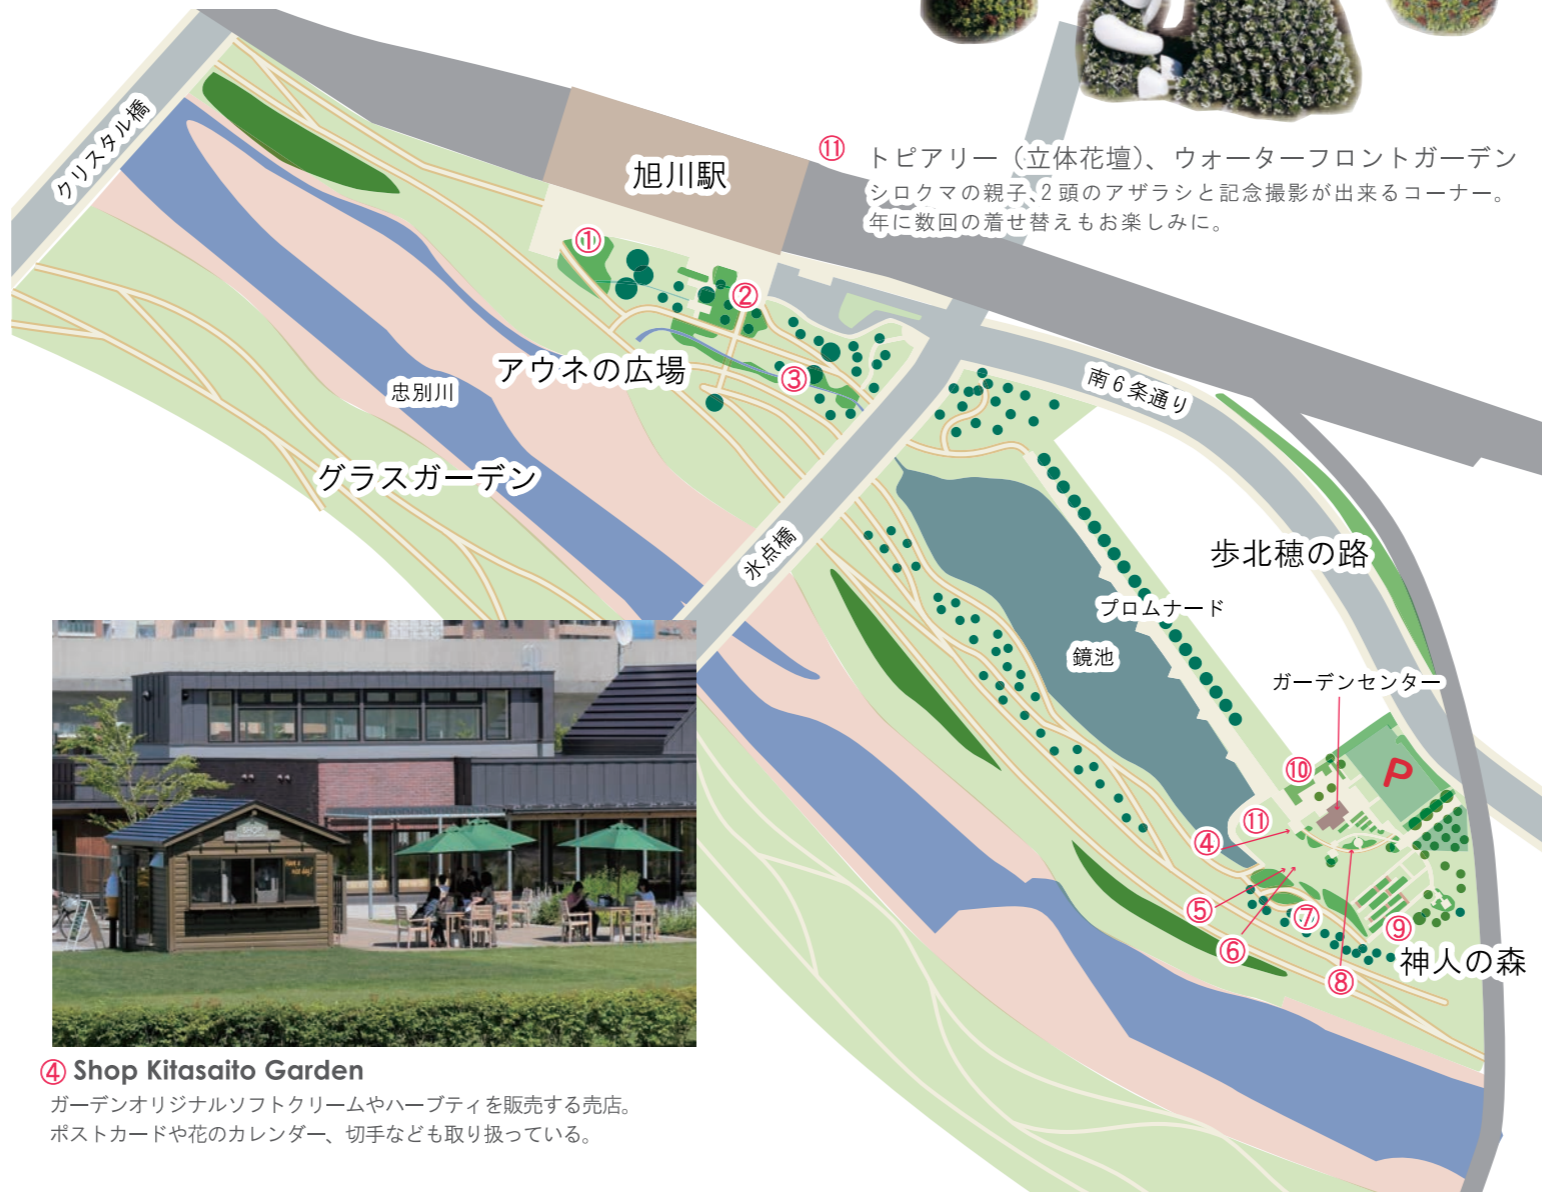 クリスタル橋
旭川駅
⑪ トピアリー（立体花壇）、ウォーターフロントガーデン
シロクマの親子、2頭のアザラシと記念撮影が出来るコーナー。
年に数回の着せ替えもお楽しみに。
①
②
アウネの広場
③
忠別川
南6条通り
グラスガーデン
氷点橋
歩北穂の路
プロムナード
鏡池
ガーデンセンター
⑩
P
⑪
④
⑤
⑦
⑥
⑨
神人の森
⑧
④ Shop Kitasaito Garden
ガーデンオリジナルソフトクリームやハーブティを販売する売店。
ポストカードや花のカレンダー、切手なども取り扱っている。